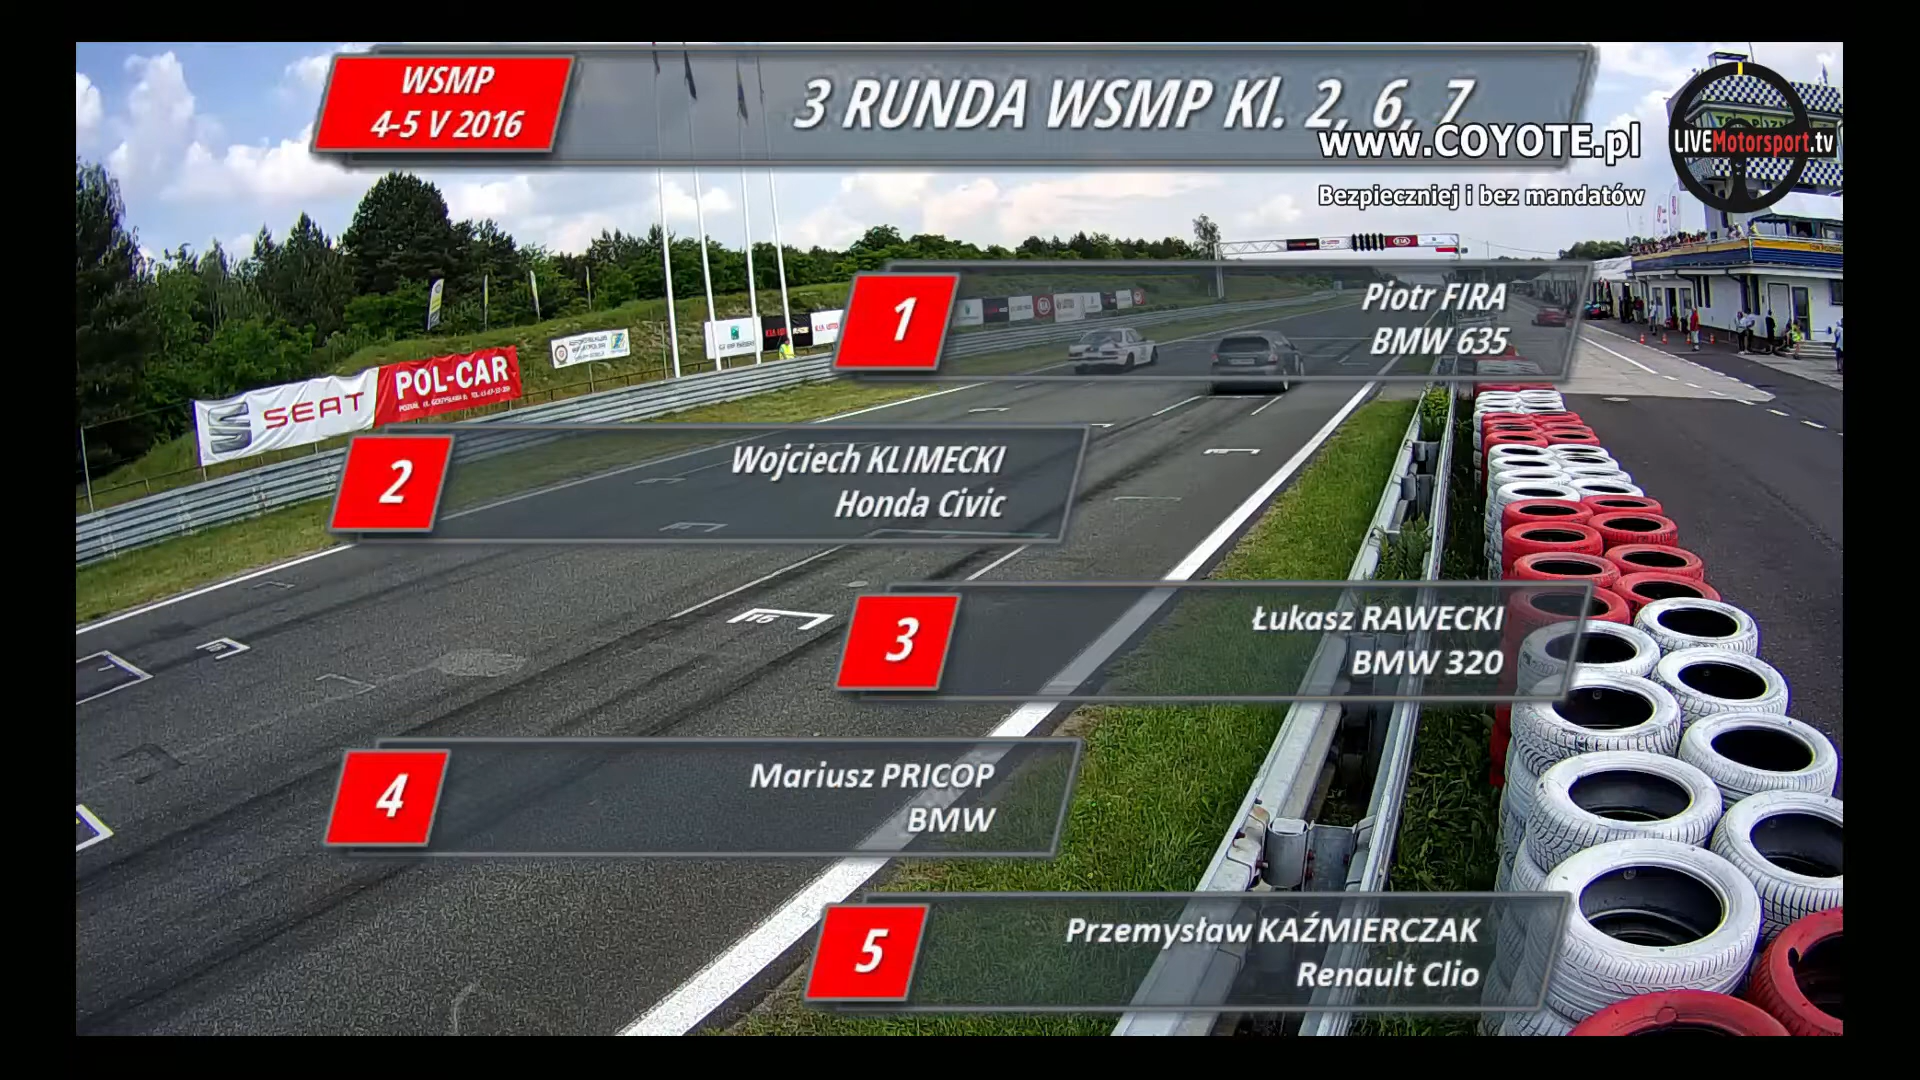 WSMP
4-5 V 2016
3 RUNDA WSMP Kl. 2, 6, 7
www.COYOTE.pl
Bezpieczniej i bez mandatów
LIVEMotorsport.tv
1
Piotr FIRA
BMW 635
SEAT
POL-CAR
KIA
2
Wojciech KLIMECKI
Honda Civic
3
Łukasz RAWECKI
BMW 320
16
4
Mariusz PRICOP
BMW
5
Przemysław KAŹMIERCZAK
Renault Clio